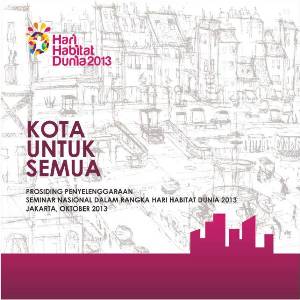 Hari
Habitat
Dunia 2013
KOTA
UNTUK
SEMUA
PROSIDING PENYELENGGARAAN
SEMINAR NASIONAL DALAM RANGKA HARI HABITAT DUNIA 2013
JAKARTA, OKTOBER 2013